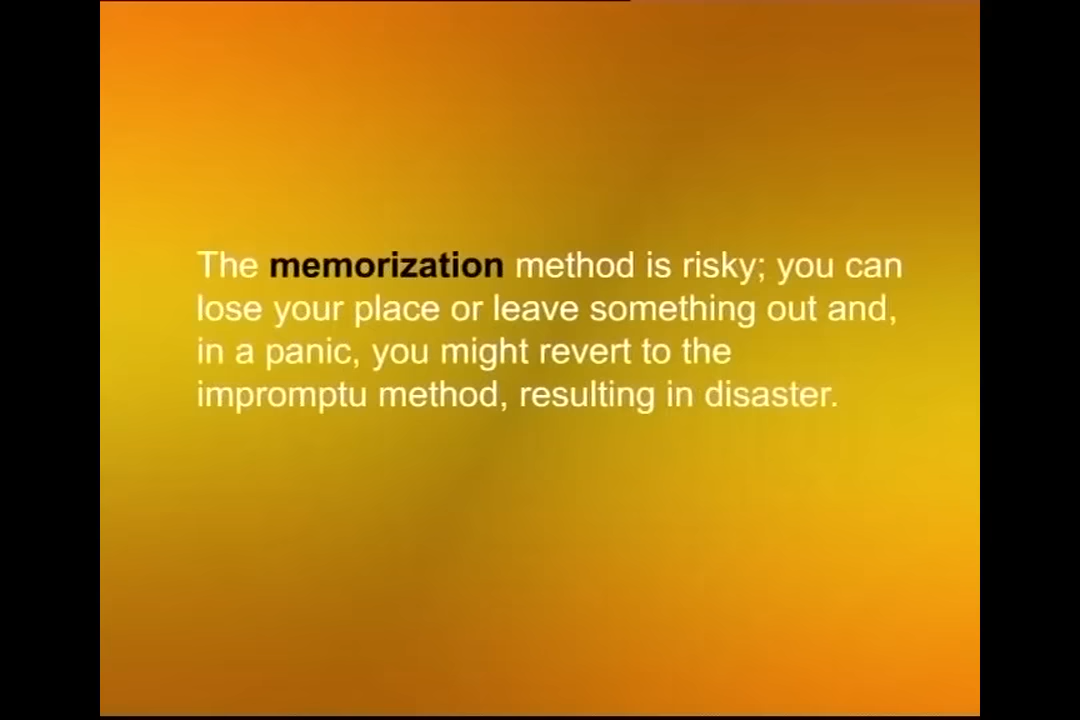 The memorization method is risky; you can
lose your place or leave something out and,
in a panic, you might revert to the
impromptu method, resulting in disaster.